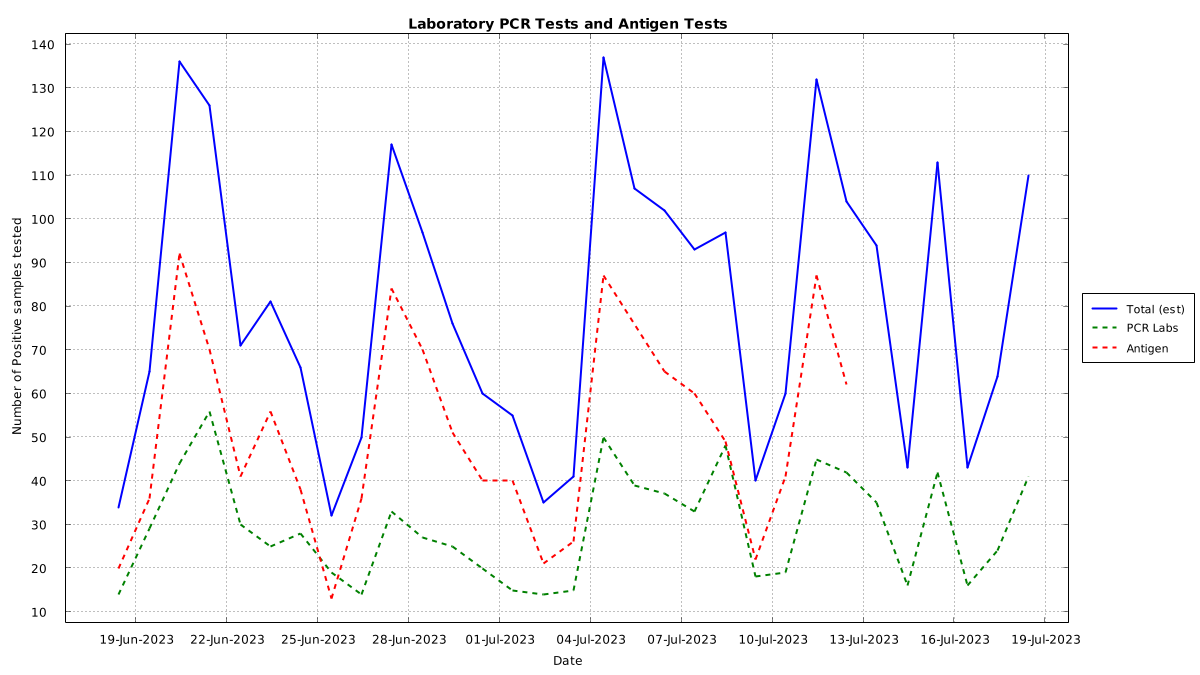 Laboratory PCR Tests and Antigen Tests
140
130
120
110
100
90
80
70
60
50
40
30
20
10
Number of Positive samples tested
19-Jun-2023 22-Jun-2023 25-Jun-2023 28-Jun-2023 01-Jul-2023 04-Jul-2023 07-Jul-2023 10-Jul-2023 13-Jul-2023 16-Jul-2023 19-Jul-2023
Date
Total (est)
PCR Labs
Antigen